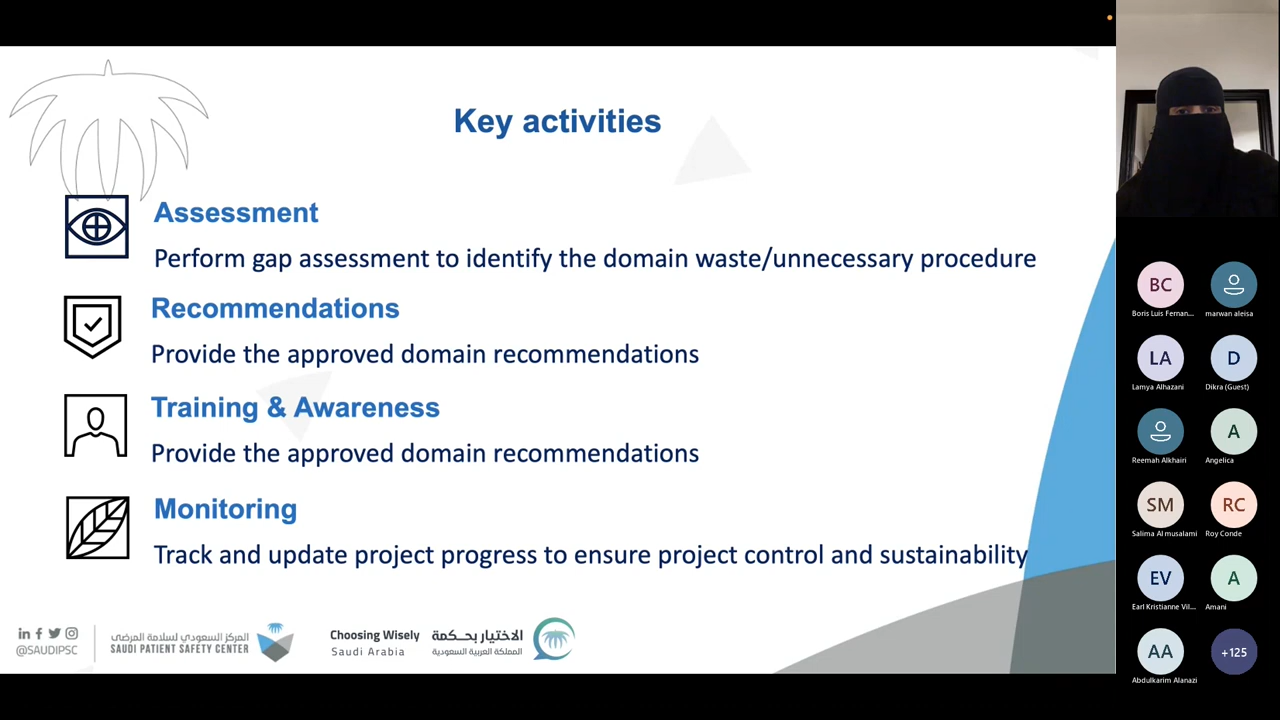 Key activities
Assessment
Perform gap assessment to identify the domain waste/unnecessary procedure
Recommendations
Provide the approved domain recommendations
Training & Awareness
Provide the approved domain recommendations
Monitoring
Track and update project progress to ensure project control and sustainability
@SAUDIPSC
المركز السعودي لسلامة المرضى
SAUDI PATIENT SAFETY CENTER
Choosing Wisely
Saudi Arabia
الاختيار بحكمة
المملكة العربية السعودية
BC
Boris Luis Fernan...
marwan aleisa
LA
Lamya Alhazani
D
Dikra (Guest)
Reemah Alkhairi
A
Angelica
SM
Salima Al musalami
RC
Roy Conde
EV
Earl Kristianne Vil...
A
Amani
AA
Abdulkarim Alanazi
+125